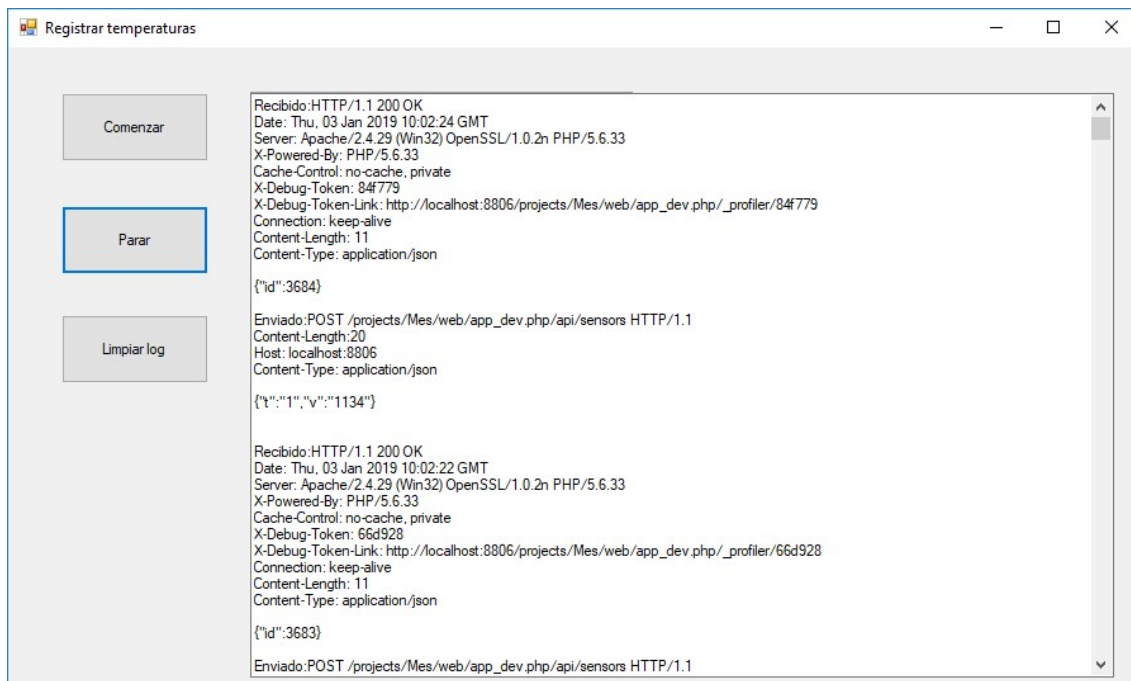 Registrar temperaturas
Comenzar
Parar
Limpiar log
Recibido:HTTP/1.1 200 OK
Date: Thu, 03 Jan 2019 10:02:24 GMT
Server: Apache/2.4.29 (Win32) OpenSSL/1.0.2n PHP/5.6.33
X-Powered-By: PHP/5.6.33
Cache-Control: no-cache, private
X-Debug-Token: 84f779
X-Debug-Token-Link: http://localhost:8806/projects/Mes/web/app_dev.php/_profiler/84f779
Connection: keep-alive
Content-Length: 11
Content-Type: application/json
{"id":3684}
Enviado:POST /projects/Mes/web/app_dev.php/api/sensors HTTP/1.1
Content-Length:20
Host: localhost:8806
Content-Type: application/json
{"t":"1","v":"1134"}
Recibido:HTTP/1.1 200 OK
Date: Thu, 03 Jan 2019 10:02:22 GMT
Server: Apache/2.4.29 (Win32) OpenSSL/1.0.2n PHP/5.6.33
X-Powered-By: PHP/5.6.33
Cache-Control: no-cache, private
X-Debug-Token: 66d928
X-Debug-Token-Link: http://localhost:8806/projects/Mes/web/app_dev.php/_profiler/66d928
Connection: keep-alive
Content-Length: 11
Content-Type: application/json
{"id":3683}
Enviado:POST /projects/Mes/web/app_dev.php/api/sensors HTTP/1.1